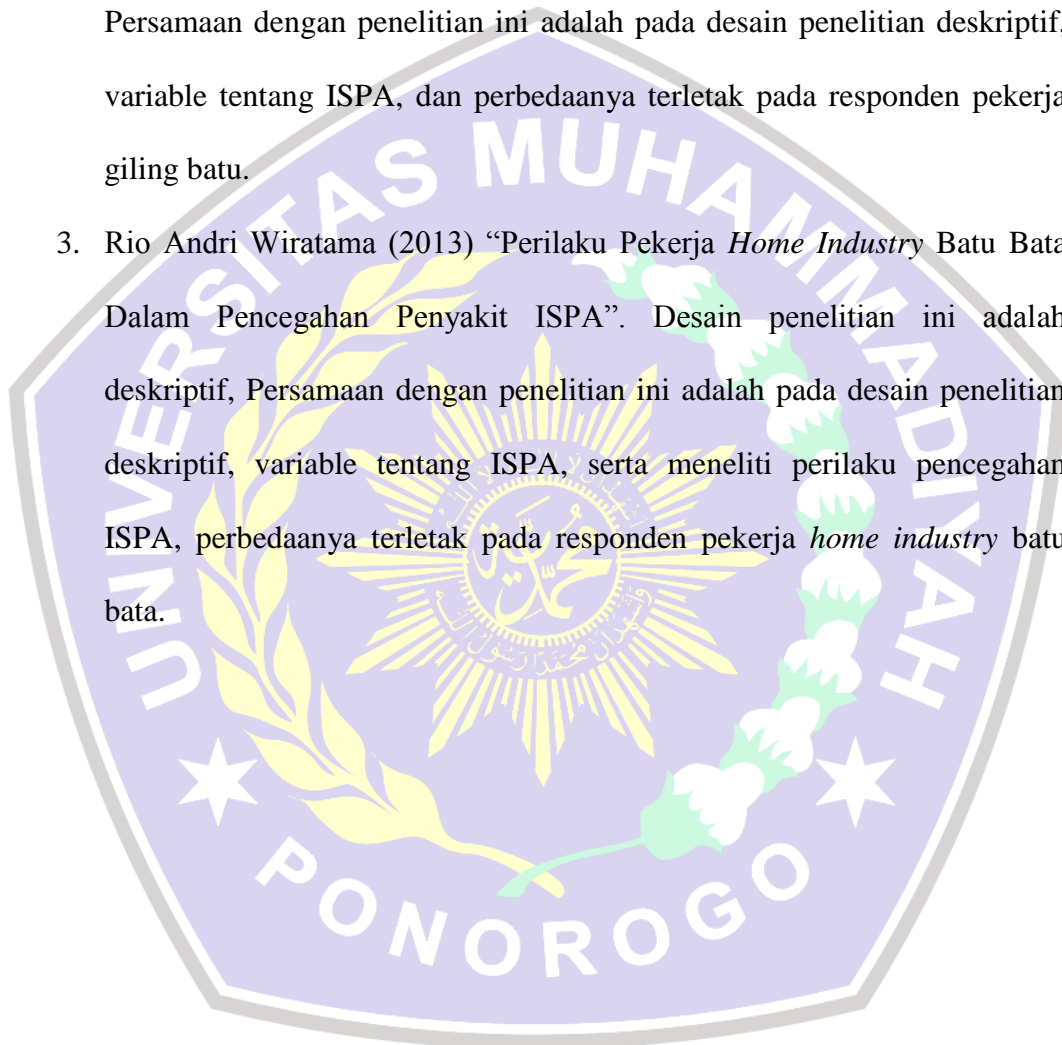 Persamaan dengan penelitian ini adalah pada desain penelitian deskriptif,
variable tentang ISPA, dan perbedaanya terletak pada responden pekerja
giling batu.
3. Rio Andri Wiratama (2013) “Perilaku Pekerja Home Industry Batu Bata
Dalam Pencegahan Penyakit ISPA”. Desain penelitian ini adalah
deskriptif, Persamaan dengan penelitian ini adalah pada desain penelitian
deskriptif, variable tentang ISPA, serta meneliti perilaku pencegahan
ISPA, perbedaanya terletak pada responden pekerja home industry batu
bata.
UNIVERSITAS MUHAMMADIYAH
PONOROGO